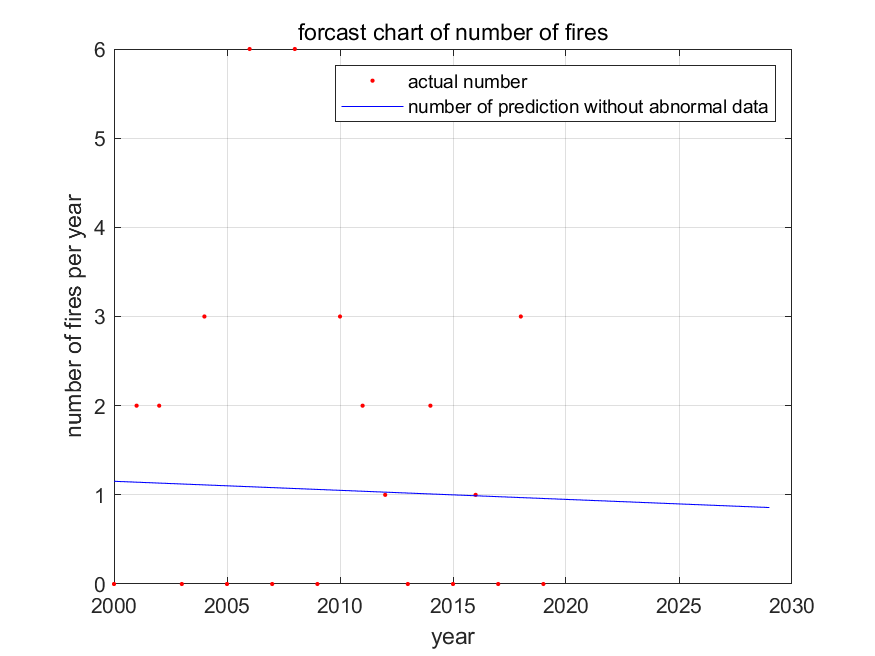 forcast chart of number of fires
actual number
number of prediction without abnormal data
number of fires per year
6
5
4
3
2
1
0
2000 2005 2010 2015 2020 2025 2030
year